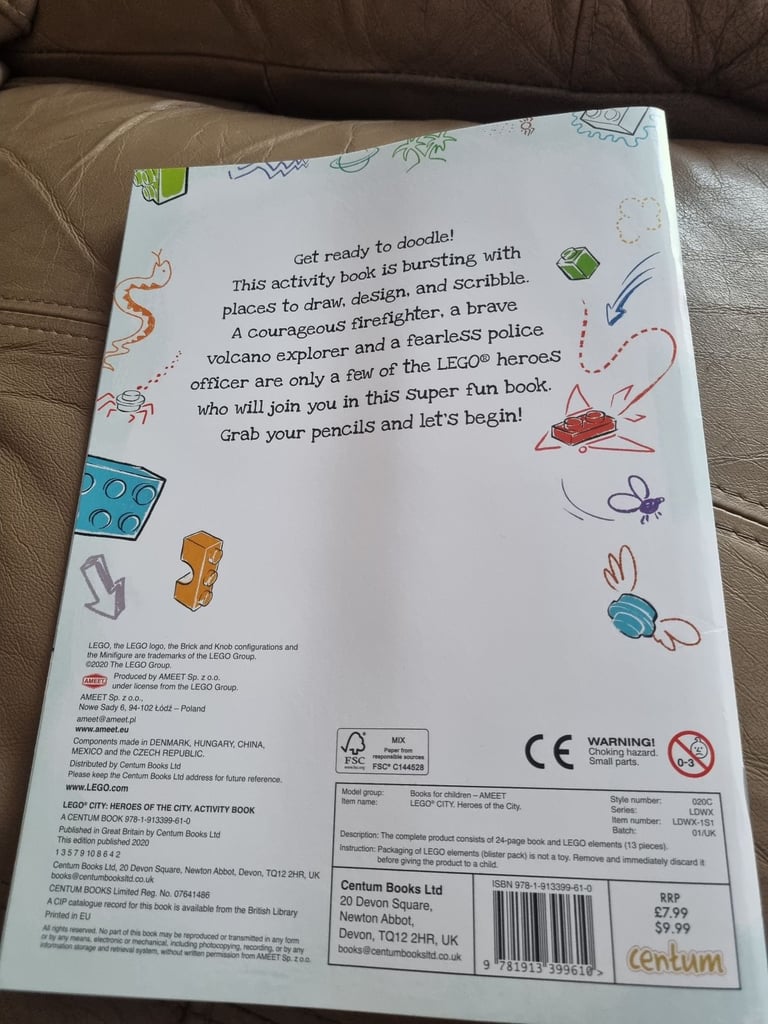 Get ready to doodle!
This activity book is bursting with
places to draw, design, and scribble.
A courageous firefighter, a brave
volcano explorer and a fearless police
officer are only a few of the LEGO® heroes
who will join you in this super fun book.
Grab your pencils and let's begin!
LEGO, the LEGO logo, the Brick and Knob configurations and
the Minifigure are trademarks of the LEGO Group.
©2020 The LEGO Group.
AMEET
Produced by AMEET Sp. z o.o.
under license from the LEGO Group.
AMEET Sp. z o.o.,
Nowe Sady 6, 94-102 Łódź – Poland
ameet@ameet.pl
www.ameet.eu
Components made in DENMARK, HUNGARY, CHINA,
MEXICO and the CZECH REPUBLIC.
Distributed by Centum Books Ltd
Please keep the Centum Books Ltd address for future reference.
www.LEGO.com
LEGO® CITY: HEROES OF THE CITY. ACTIVITY BOOK
A CENTUM BOOK 978-1-913399-61-0
Published in Great Britain by Centum Books Ltd
This edition published 2020
1 3 5 7 9 10 8 6 4 2
Centum Books Ltd, 20 Devon Square, Newton Abbot, Devon, TQ12 2HR, UK
books@centumbooksltd.co.uk
CENTUM BOOKS Limited Reg. No. 07641486
A CIP catalogue record for this book is available from the British Library
Printed in EU
All rights reserved. No part of this book may be reproduced or transmitted in any form
or by any means, electronic or mechanical, including photocopying, recording, or by any
information storage and retrieval system, without written permission from AMEET Sp. z o.o.
FSC
www.fsc.org
MIX
Paper from
responsible sources
FSC® C144528
CE
WARNING!
Choking hazard.
Small parts.
0-3
Model group: Books for children – AMEET
Item name: LEGO® CITY. Heroes of the City.
Style number: 020C
Series: LDWX
Item number: LDWX-1S1
Batch: 01/UK
Description: The complete product consists of 24-page book and LEGO elements (13 pieces).
Instruction: Packaging of LEGO elements (blister pack) is not a toy. Remove and immediately discard it
before giving the product to a child.
Centum Books Ltd
20 Devon Square,
Newton Abbot,
Devon, TQ12 2HR, UK
books@centumbooksltd.co.uk
ISBN 978-1-913399-61-0
9 781913 399610 >
RRP
£7.99
$9.99
centum